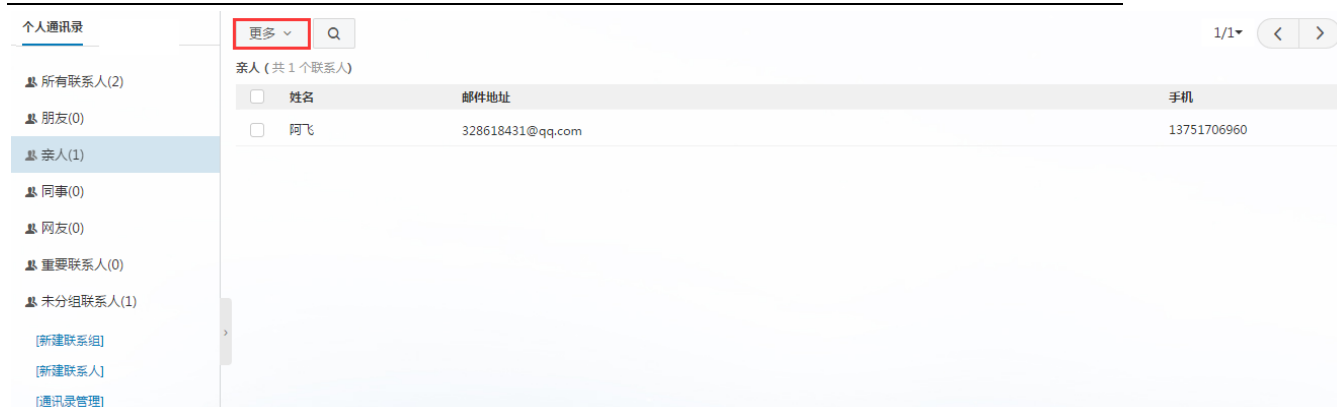 个人通讯录
所有联系人(2)
朋友(0)
亲人(1)
同事(0)
网友(0)
重要联系人(0)
未分组联系人(1)
[新建联系组]
[新建联系人]
[通讯录管理]
更多
1/1
亲人 ( 共 1 个联系人)
姓名 邮件地址 手机
阿飞 328618431@qq.com 13751706960